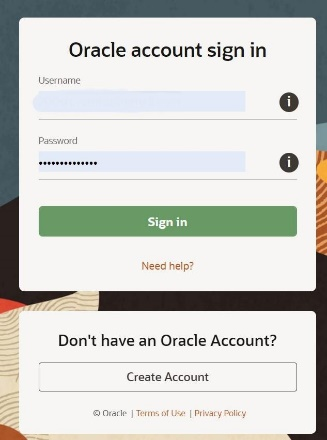 Oracle account sign in
Username
i
Password
••••••••••••••
i
Sign in
Need help?
Don't have an Oracle Account?
Create Account
© Oracle | Terms of Use | Privacy Policy